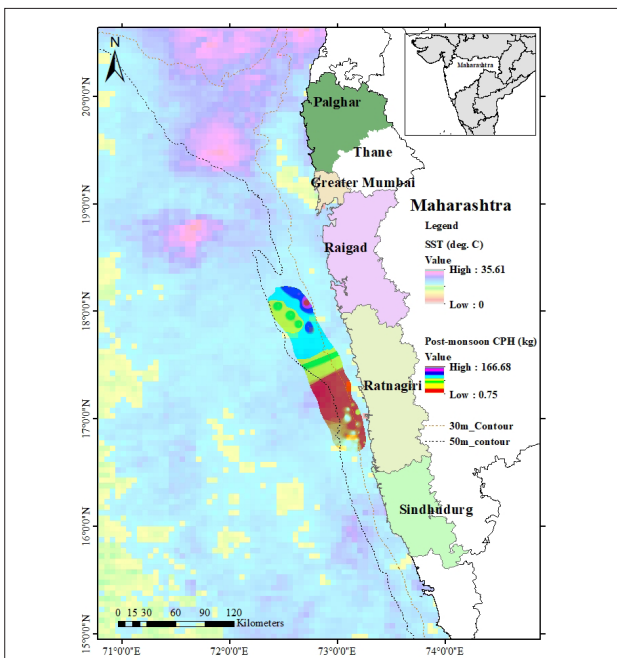 N
Maharashtra
20°0'0"N
19°0'0"N
18°0'0"N
17°0'0"N
16°0'0"N
15°0'0"N
Palghar
Thane
Greater Mumbai
Raigad
Ratnagiri
Sindhudurg
Maharashtra
Legend
SST (deg. C)
Value
High : 35.61
Low : 0
Post-monsoon CPH (kg)
Value
High : 166.68
Low : 0.75
30m_Contour
50m_contour
0 15 30 60 90 120
Kilometers
71°0'0"E 72°0'0"E 73°0'0"E 74°0'0"E